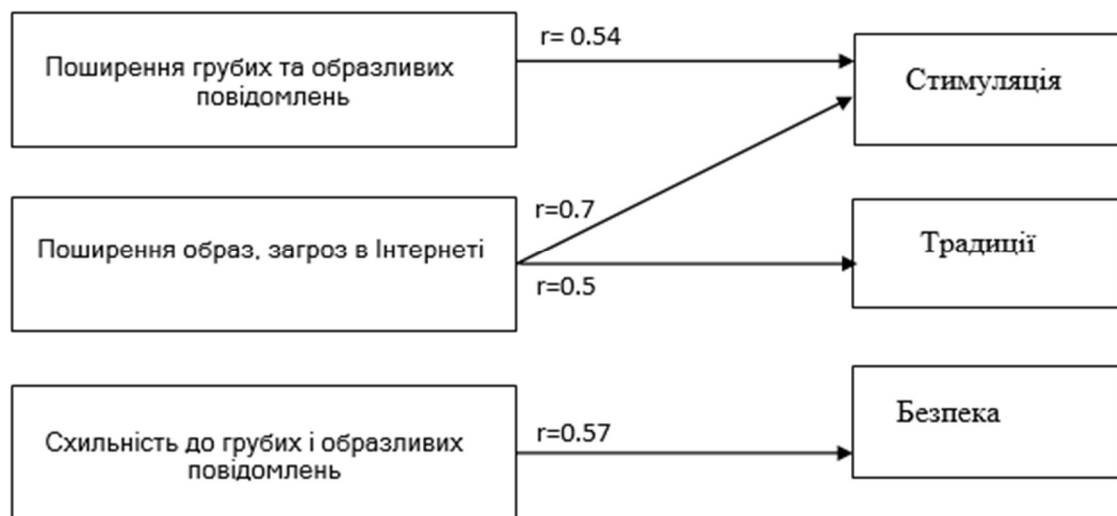 Поширення грубих та образливих
повідомлень
r= 0.54
Стимуляція
Поширення образ, загроз в Інтернеті
r=0.7
r=0.5
Традиції
Схильність до грубих і образливих
повідомлень
r=0.57
Безпека